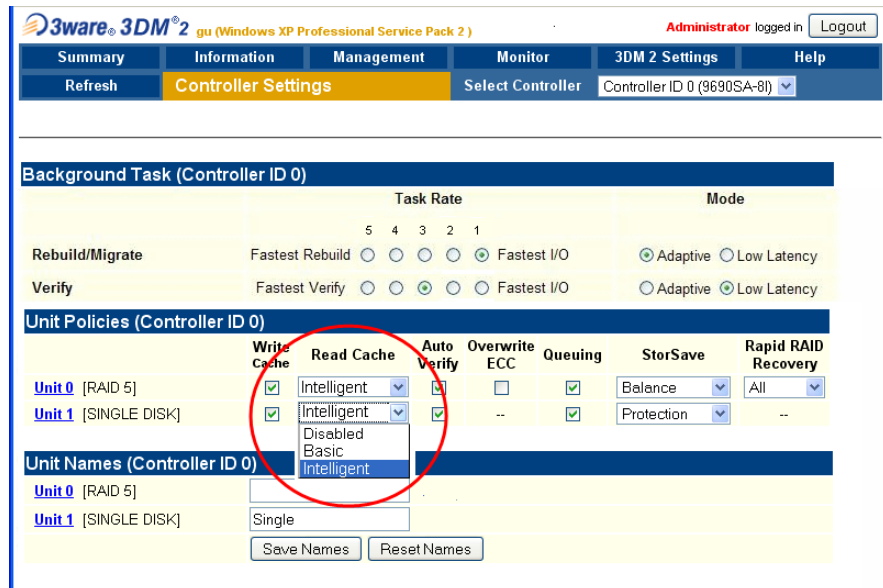 3ware® 3DM®2 gu (Windows XP Professional Service Pack 2 ) Administrator logged in Logout
Summary Information Management Monitor 3DM 2 Settings Help
Refresh Controller Settings Select Controller Controller ID 0 (9690SA-8I)
Background Task (Controller ID 0)
Task Rate Mode
5 4 3 2 1
Rebuild/Migrate Fastest Rebuild Fastest I/O Adaptive Low Latency
Verify Fastest Verify Fastest I/O Adaptive Low Latency
Unit Policies (Controller ID 0)
Write Cache Read Cache Auto Verify Overwrite ECC Queuing StorSave Rapid RAID Recovery
Unit 0 [RAID 5] Intelligent Balance All
Unit 1 [SINGLE DISK] Intelligent -- Protection --
Disabled
Basic
Intelligent
Unit Names (Controller ID 0)
Unit 0 [RAID 5]
Unit 1 [SINGLE DISK] Single
Save Names Reset Names